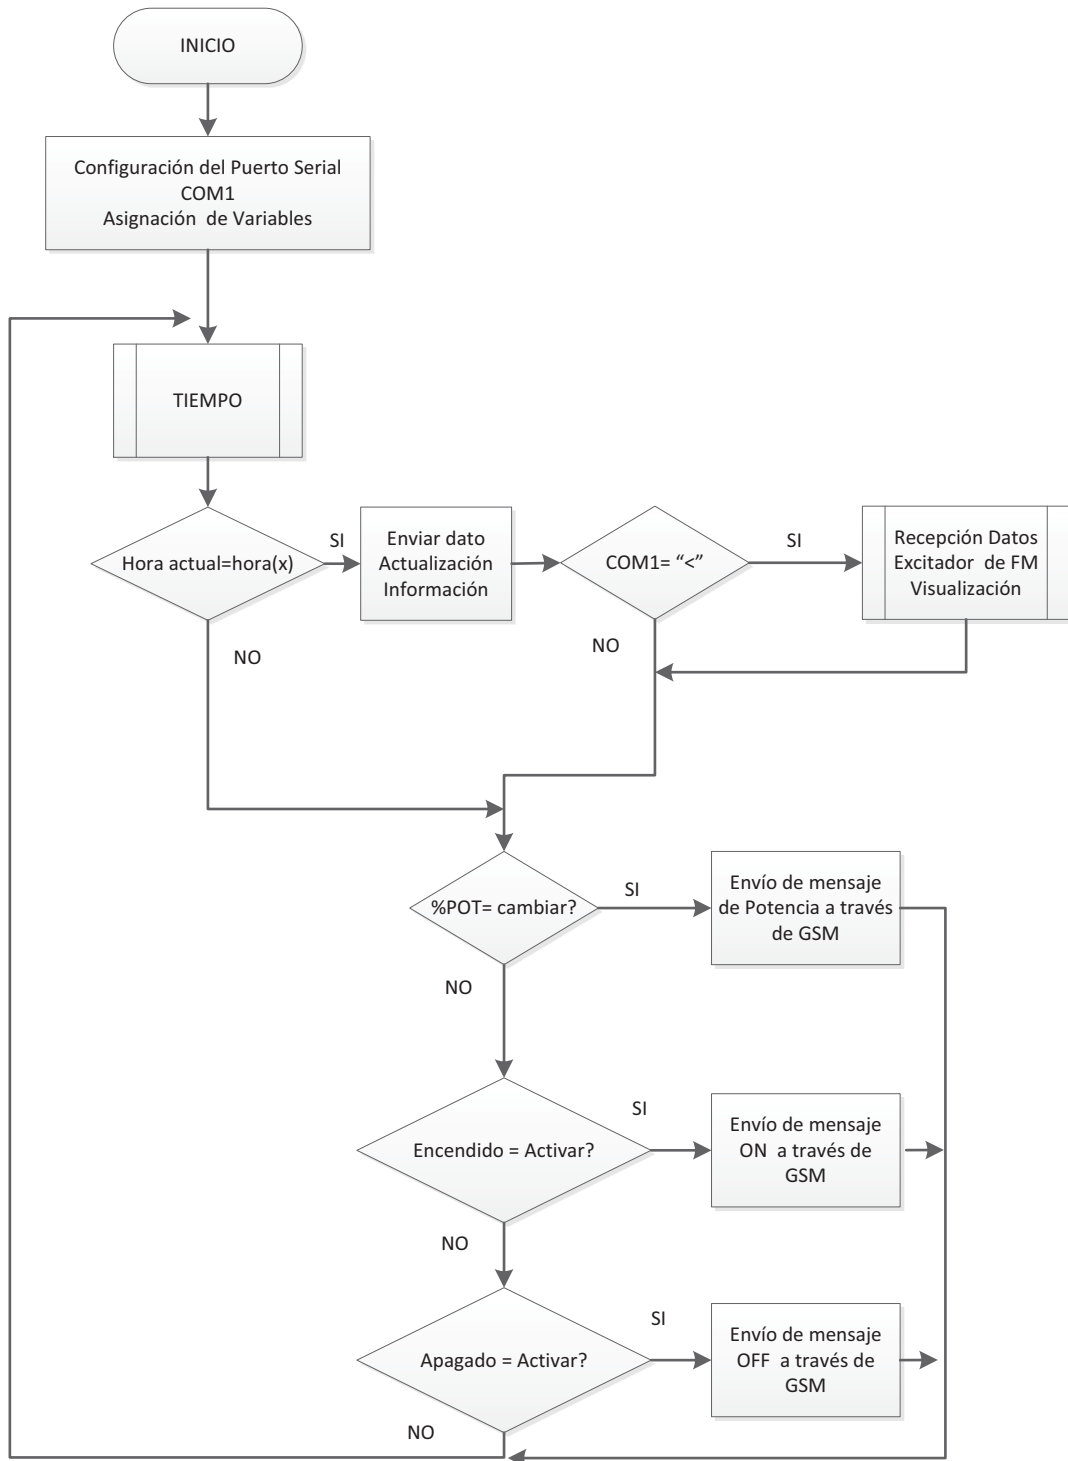 INICIO
Configuración del Puerto Serial
COM1
Asignación de Variables
TIEMPO
Hora actual=hora(x)
SI
NO
Enviar dato
Actualización
Información
COM1= “<”
SI
NO
Recepción Datos
Excitador de FM
Visualización
%POT= cambiar?
SI
NO
Envío de mensaje
de Potencia a través
de GSM
Encendido = Activar?
SI
NO
Envío de mensaje
ON a través de
GSM
Apagado = Activar?
SI
NO
Envío de mensaje
OFF a través de
GSM